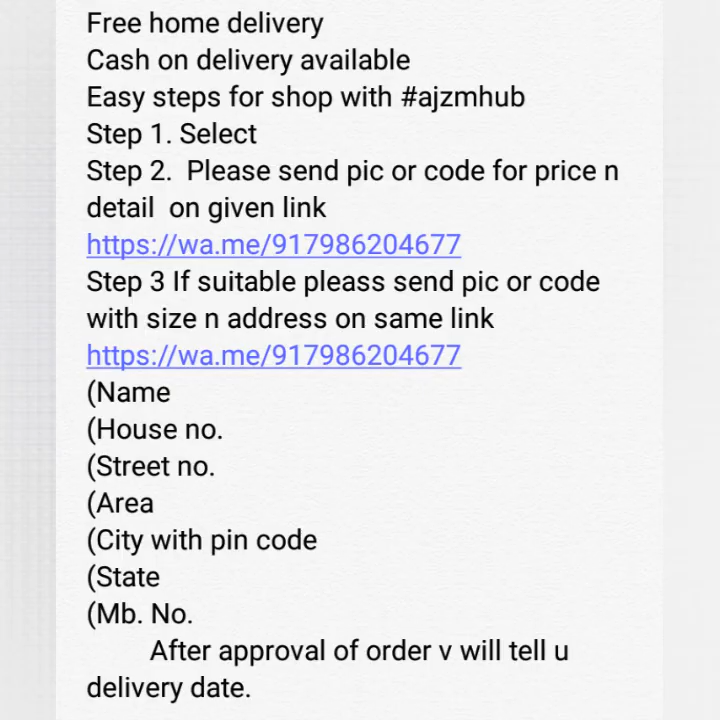 Free home delivery
Cash on delivery available
Easy steps for shop with #ajzmhub
Step 1. Select
Step 2.  Please send pic or code for price n
detail  on given link
https://wa.me/917986204677
Step 3 If suitable pleass send pic or code
with size n address on same link
https://wa.me/917986204677
(Name
(House no.
(Street no.
(Area
(City with pin code
(State
(Mb. No.
After approval of order v will tell u
delivery date.